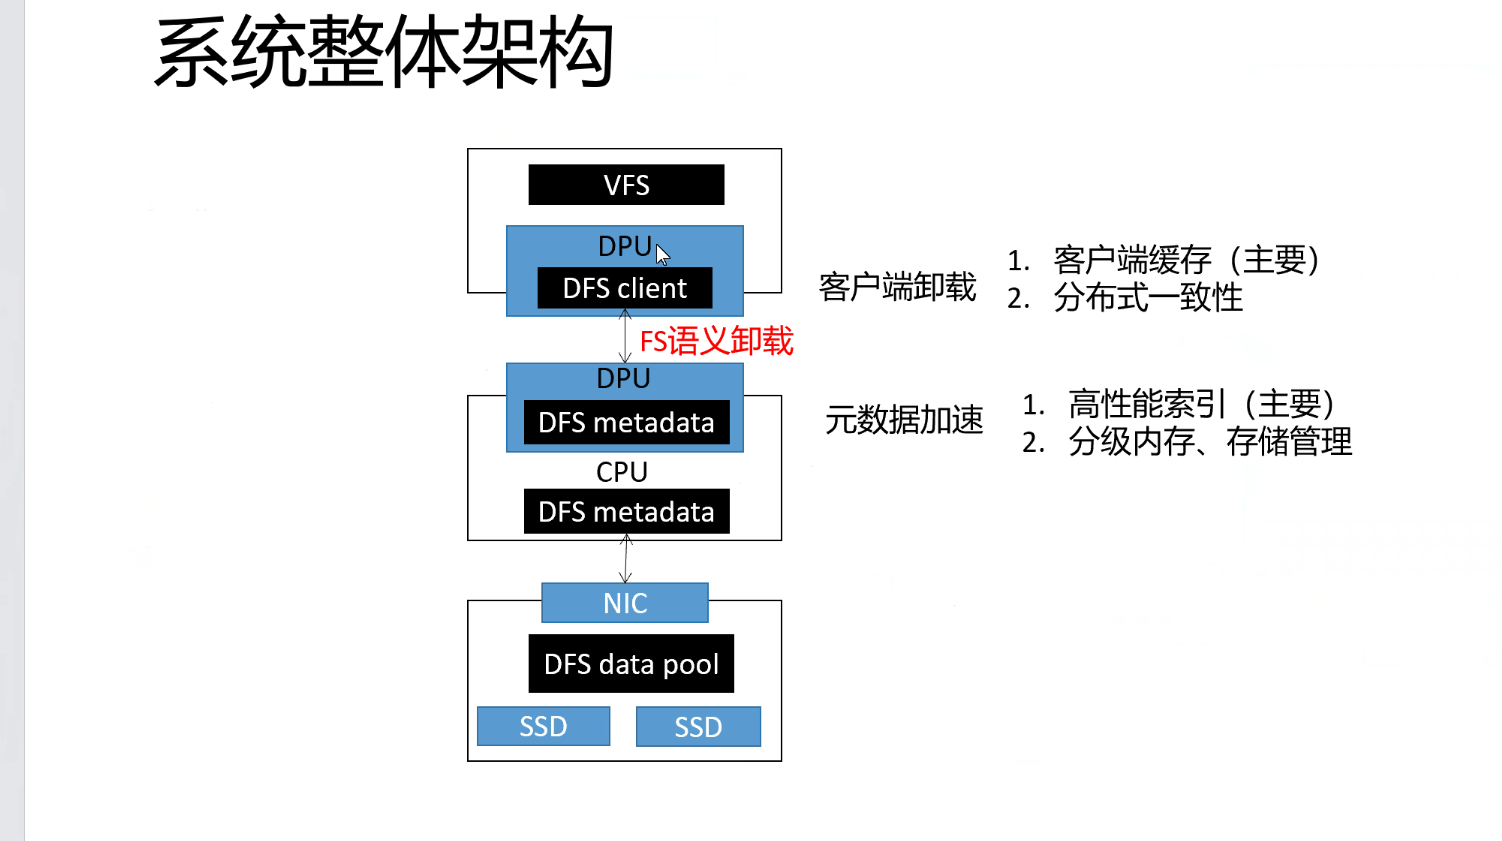 系统整体架构
VFS
DPU
DFS client
客户端卸载
1. 客户端缓存（主要）
2. 分布式一致性
FS语义卸载
DPU
DFS metadata
元数据加速
1. 高性能索引（主要）
2. 分级内存、存储管理
CPU
DFS metadata
NIC
DFS data pool
SSD
SSD